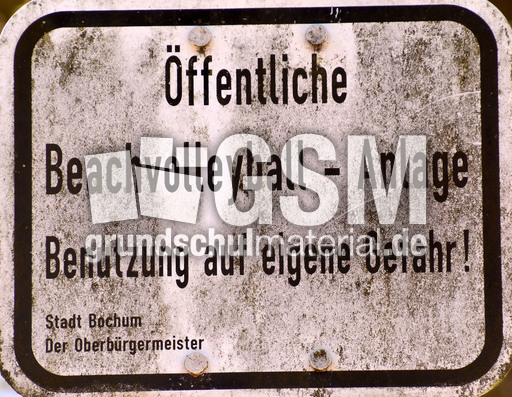 Öffentliche
Beachvolleyball - Anlage
GSM
grundschulmaterial.de
Benutzung auf eigene Gefahr!
Stadt Bochum
Der Oberbürgermeister